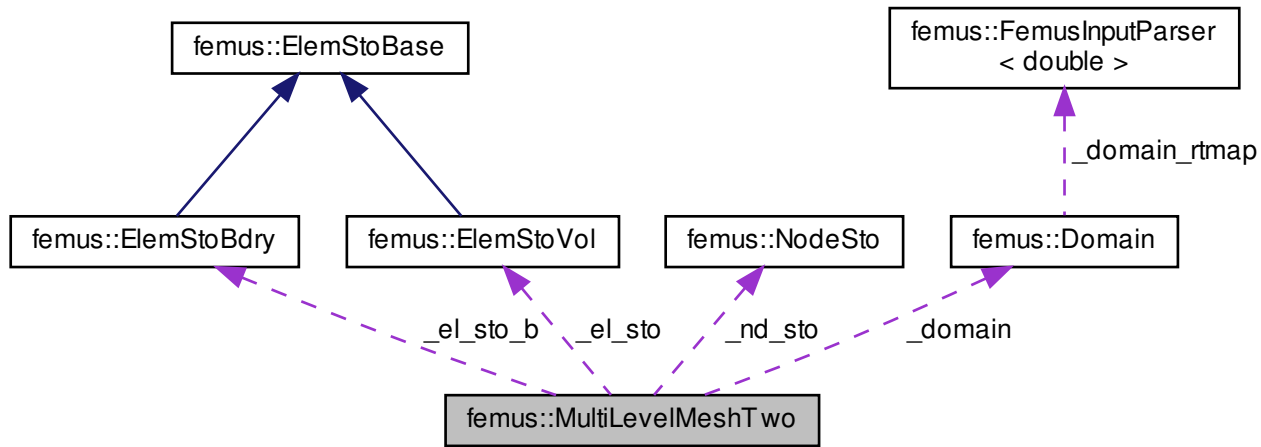 femus::ElemStoBase
femus::FemusInputParser
< double >
_domain_rtmap
femus::ElemStoBdry
femus::ElemStoVol
femus::NodeSto
femus::Domain
_el_sto_b
_el_sto
_nd_sto
_domain
femus::MultiLevelMeshTwo